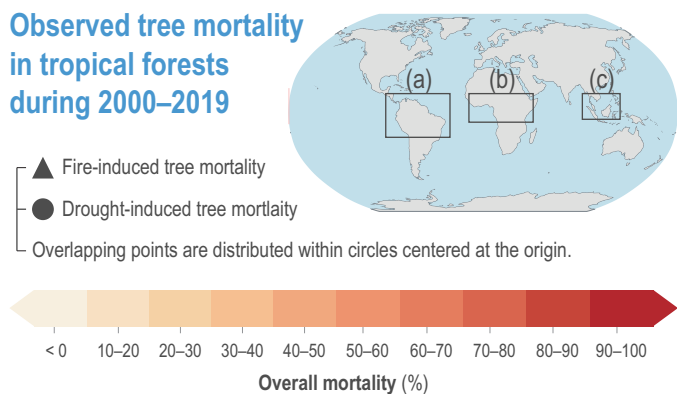 Observed tree mortality
in tropical forests
during 2000–2019
(a)
(b)
(c)
Fire-induced tree mortality
Drought-induced tree mortlaity
Overlapping points are distributed within circles centered at the origin.
< 0 10–20 20–30 30–40 40–50 50–60 60–70 70–80 80–90 90–100
Overall mortality (%)